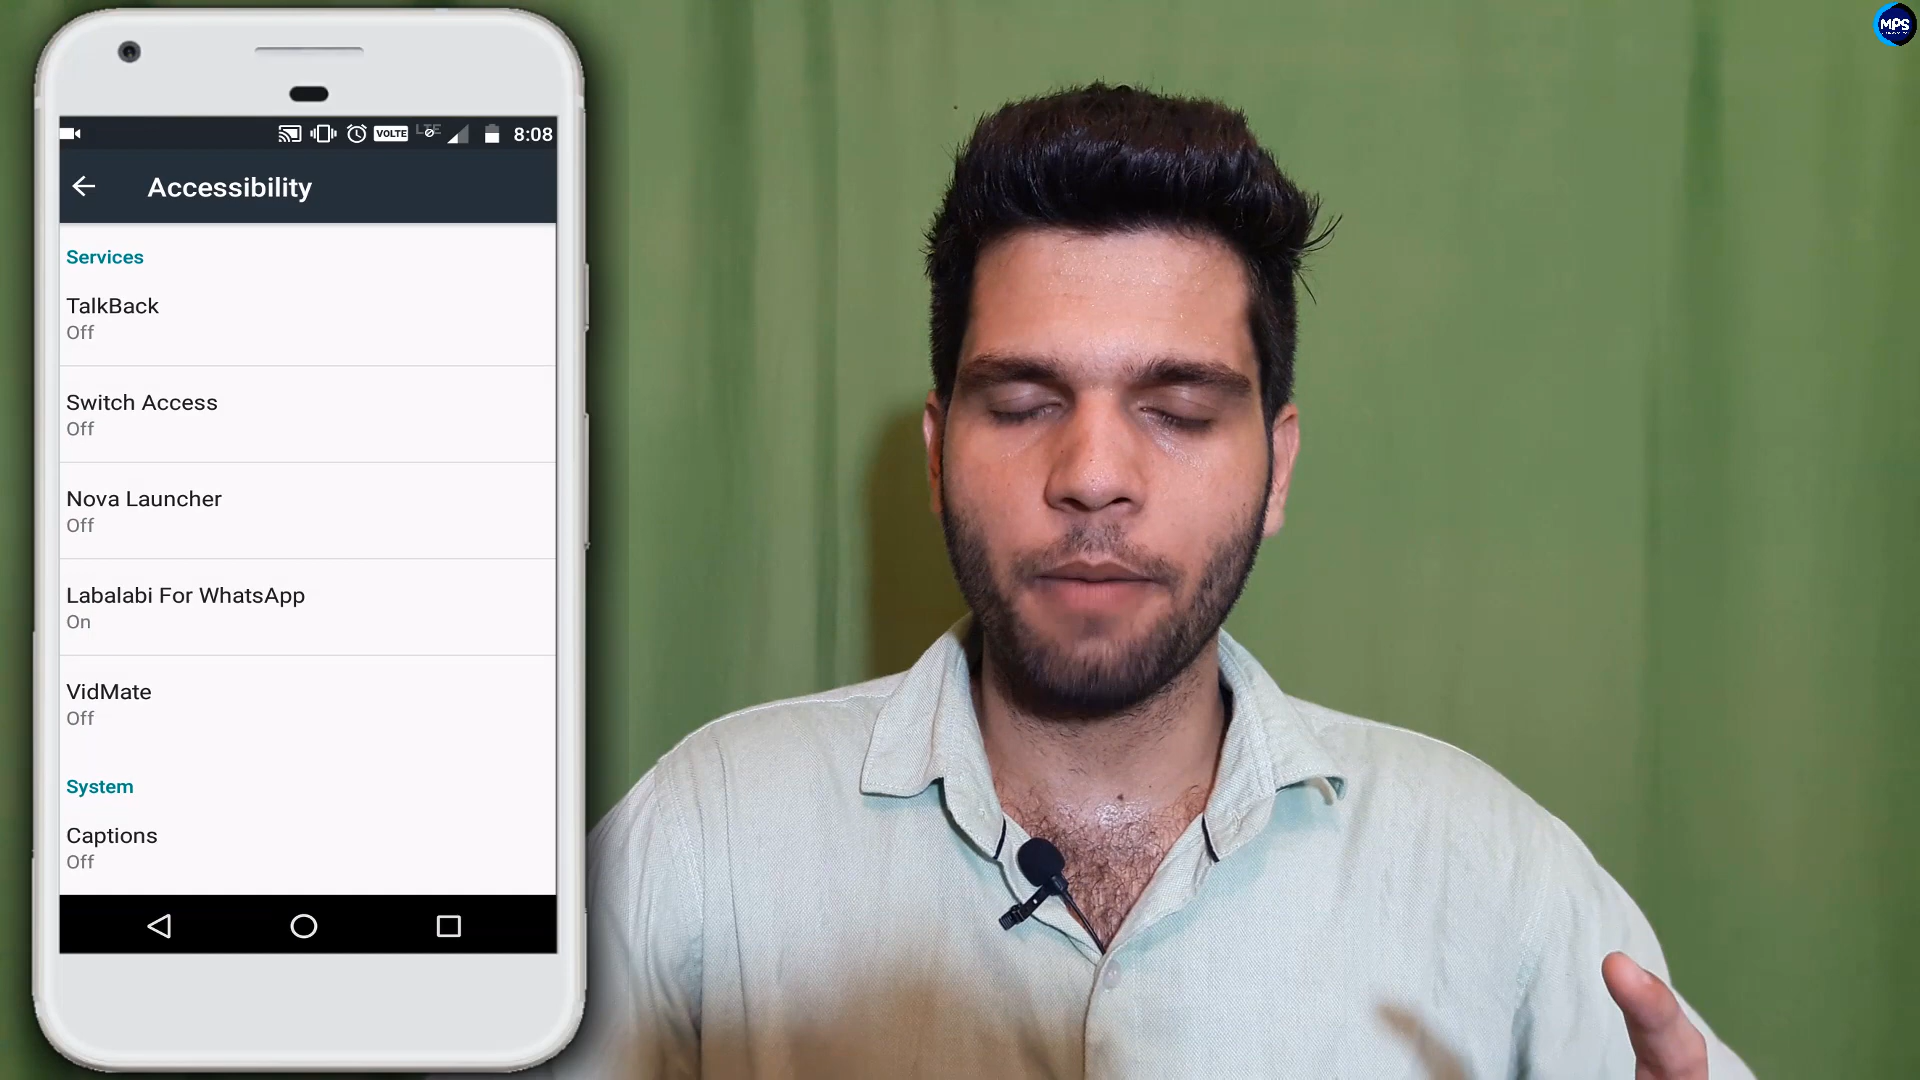 MPS
VOLTE LTE 8:08
Accessibility
Services
TalkBack
Off
Switch Access
Off
Nova Launcher
Off
Labalabi For WhatsApp
On
VidMate
Off
System
Captions
Off